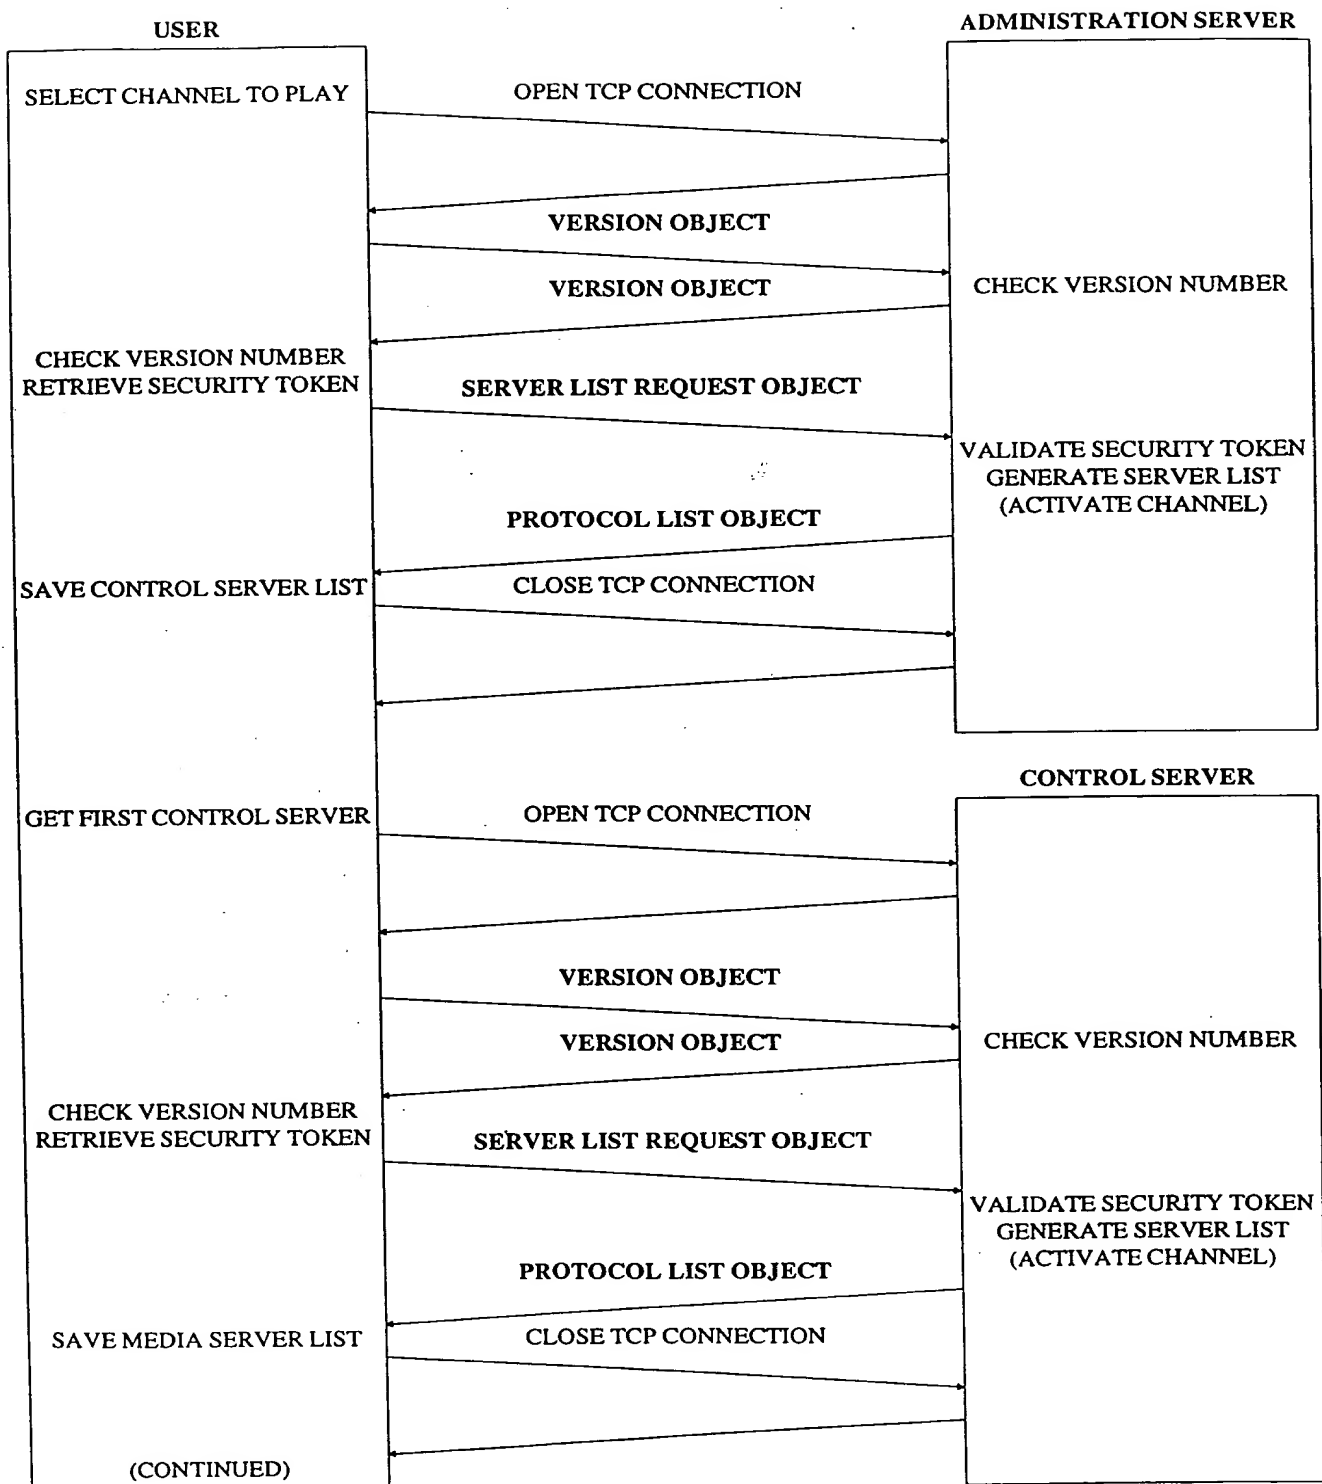 USER
ADMINISTRATION SERVER
SELECT CHANNEL TO PLAY
OPEN TCP CONNECTION
VERSION OBJECT
VERSION OBJECT
CHECK VERSION NUMBER
CHECK VERSION NUMBER
RETRIEVE SECURITY TOKEN
SERVER LIST REQUEST OBJECT
VALIDATE SECURITY TOKEN
GENERATE SERVER LIST
(ACTIVATE CHANNEL)
PROTOCOL LIST OBJECT
SAVE CONTROL SERVER LIST
CLOSE TCP CONNECTION
CONTROL SERVER
GET FIRST CONTROL SERVER
OPEN TCP CONNECTION
VERSION OBJECT
VERSION OBJECT
CHECK VERSION NUMBER
CHECK VERSION NUMBER
RETRIEVE SECURITY TOKEN
SERVER LIST REQUEST OBJECT
VALIDATE SECURITY TOKEN
GENERATE SERVER LIST
(ACTIVATE CHANNEL)
PROTOCOL LIST OBJECT
SAVE MEDIA SERVER LIST
CLOSE TCP CONNECTION
(CONTINUED)